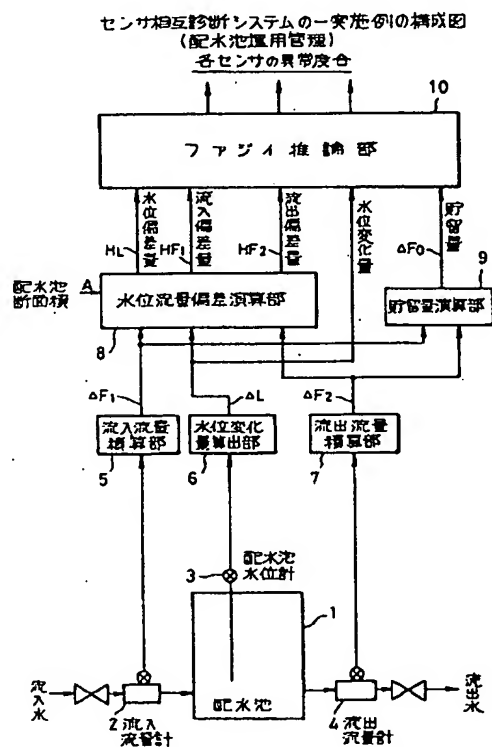 センサ相互診断システムの一実施例の構成図
(配水池運用管理)
各センサの異常度合
10
ファジイ推論部
水位偏差量
流入偏差量
流出偏差量
水位変化量
貯留量
HL
HF1
HF2
ΔF0
9
配水池断面積
A
水位流量偏差演算部
貯留量演算部
8
ΔF1
ΔL
ΔF2
流入流量積算部
水位変化量算出部
流出流量積算部
5
6
7
3
配水池水位計
1
流入水
配水池
流出水
2 流入流量計
4 流出流量計